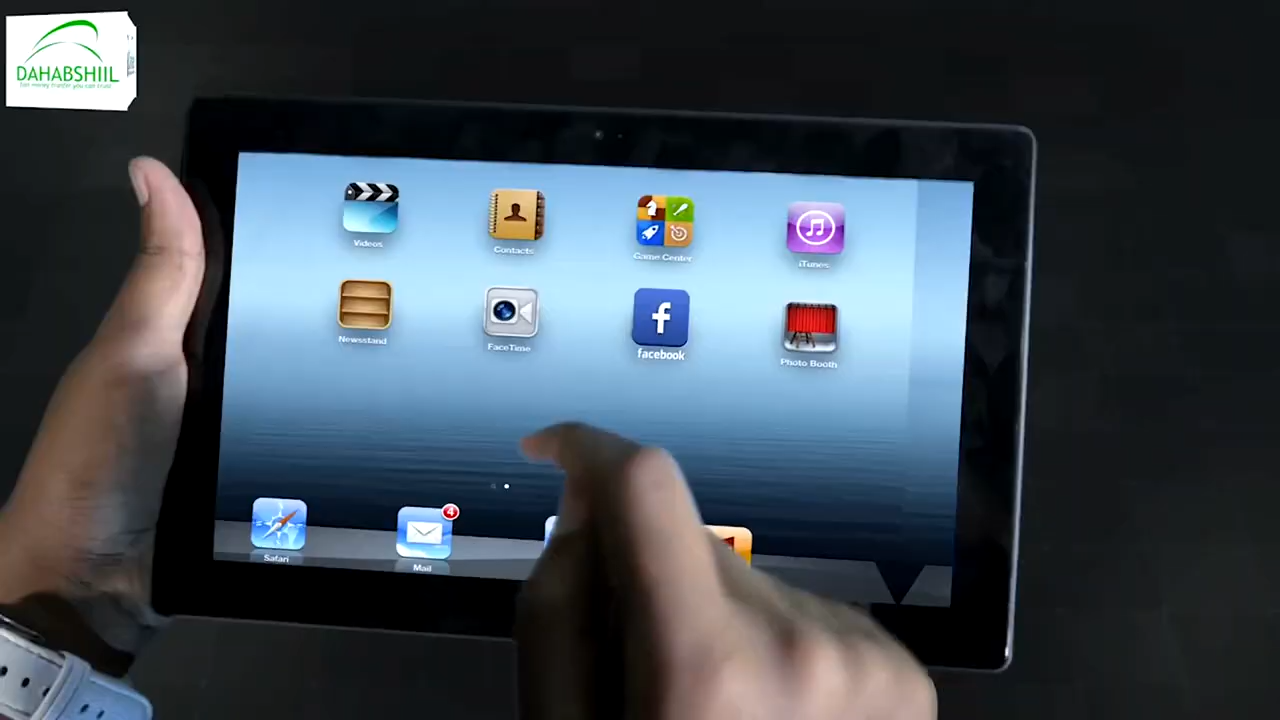 DAHABSHIIL
Videos
Contacts
Game Center
iTunes
Newsstand
FaceTime
facebook
Photo Booth
4
Safari
Mail